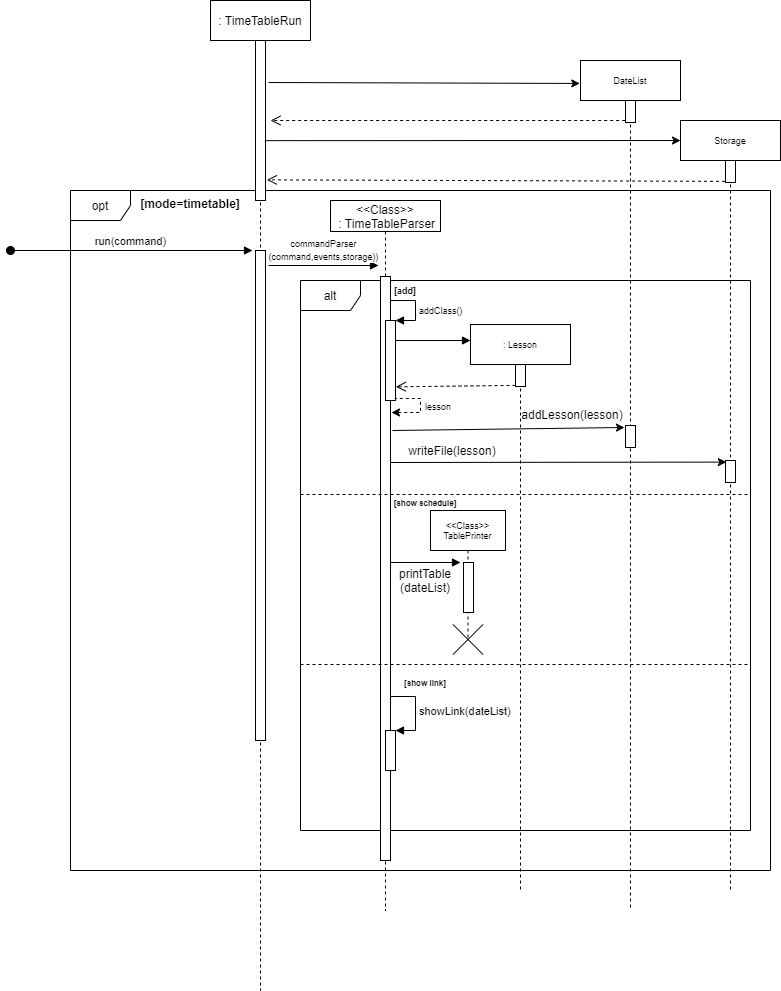 : TimeTableRun
DateList
Storage
opt
[mode=timetable]
<<Class>>
: TimeTableParser
run(command)
commandParser
(command,events,storage))
alt
[add]
addClass()
: Lesson
lesson
addLesson(lesson)
writeFile(lesson)
[show schedule]
<<Class>>
TablePrinter
printTable
(dateList)
[show link]
showLink(dateList)